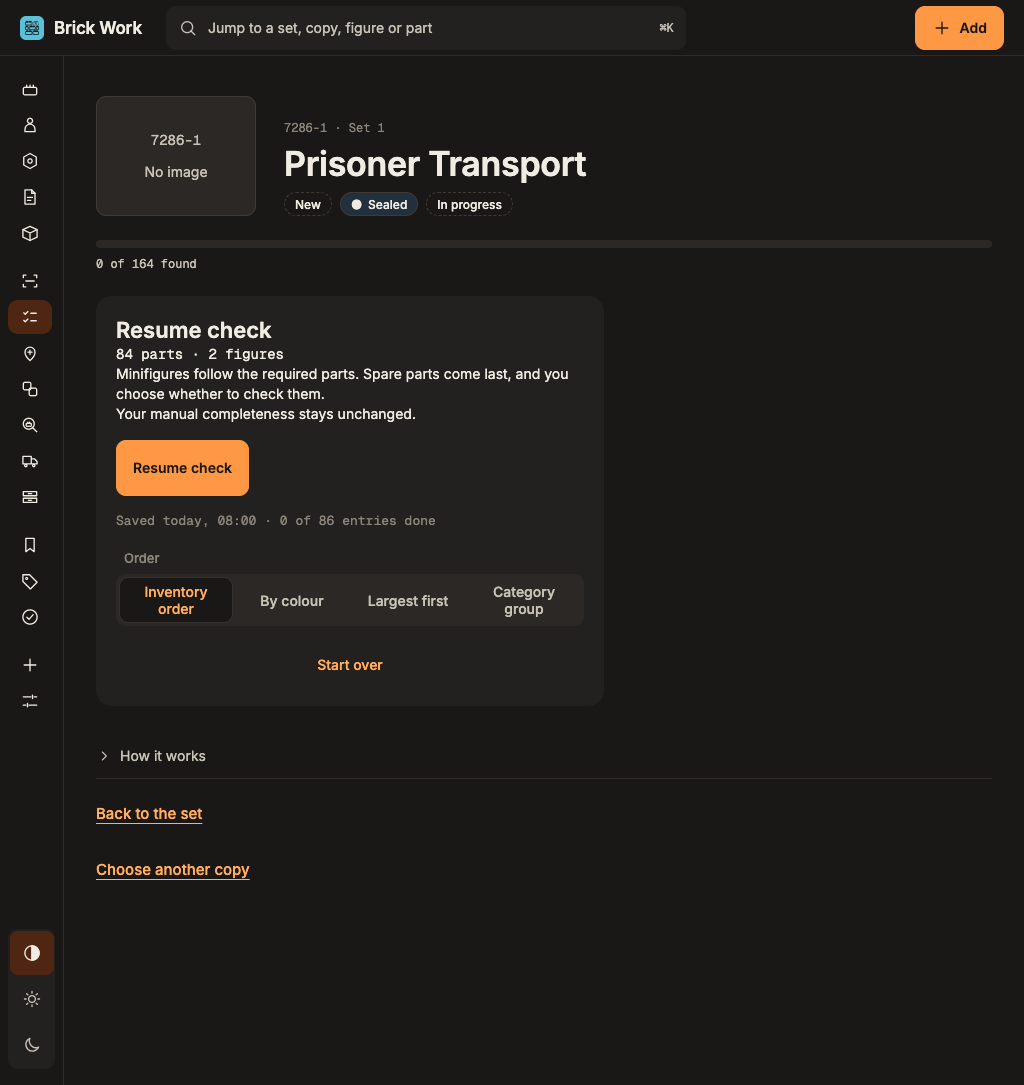 Brick Work
Jump to a set, copy, figure or part
⌘K
Add
7286-1
No image
7286-1 · Set 1
Prisoner Transport
New
Sealed
In progress
0 of 164 found
Resume check
84 parts · 2 figures
Minifigures follow the required parts. Spare parts come last, and you
choose whether to check them.
Your manual completeness stays unchanged.
Resume check
Saved today, 08:00 · 0 of 86 entries done
Order
Inventory
order
By colour
Largest first
Category
group
Start over
How it works
Back to the set
Choose another copy